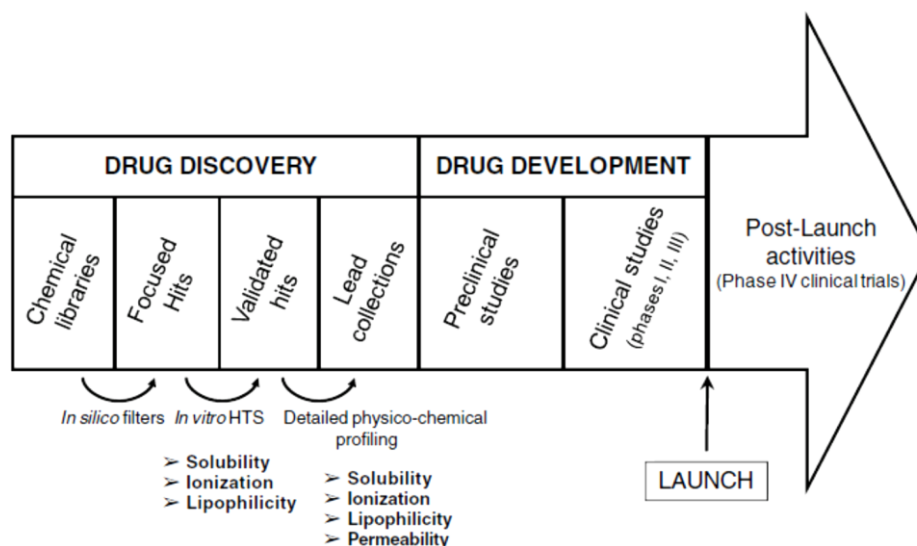 DRUG DISCOVERY
DRUG DEVELOPMENT
Chemical
libraries
Focused
Hits
Validated
hits
Lead
collections
Preclinical
studies
Clinical studies
(phases I, II, III)
Post-Launch
activities
(Phase IV clinical trials)
In silico filters
In vitro HTS
➢ Solubility
➢ Ionization
➢ Lipophilicity
Detailed physico-chemical
profiling
➢ Solubility
➢ Ionization
➢ Lipophilicity
➢ Permeability
LAUNCH